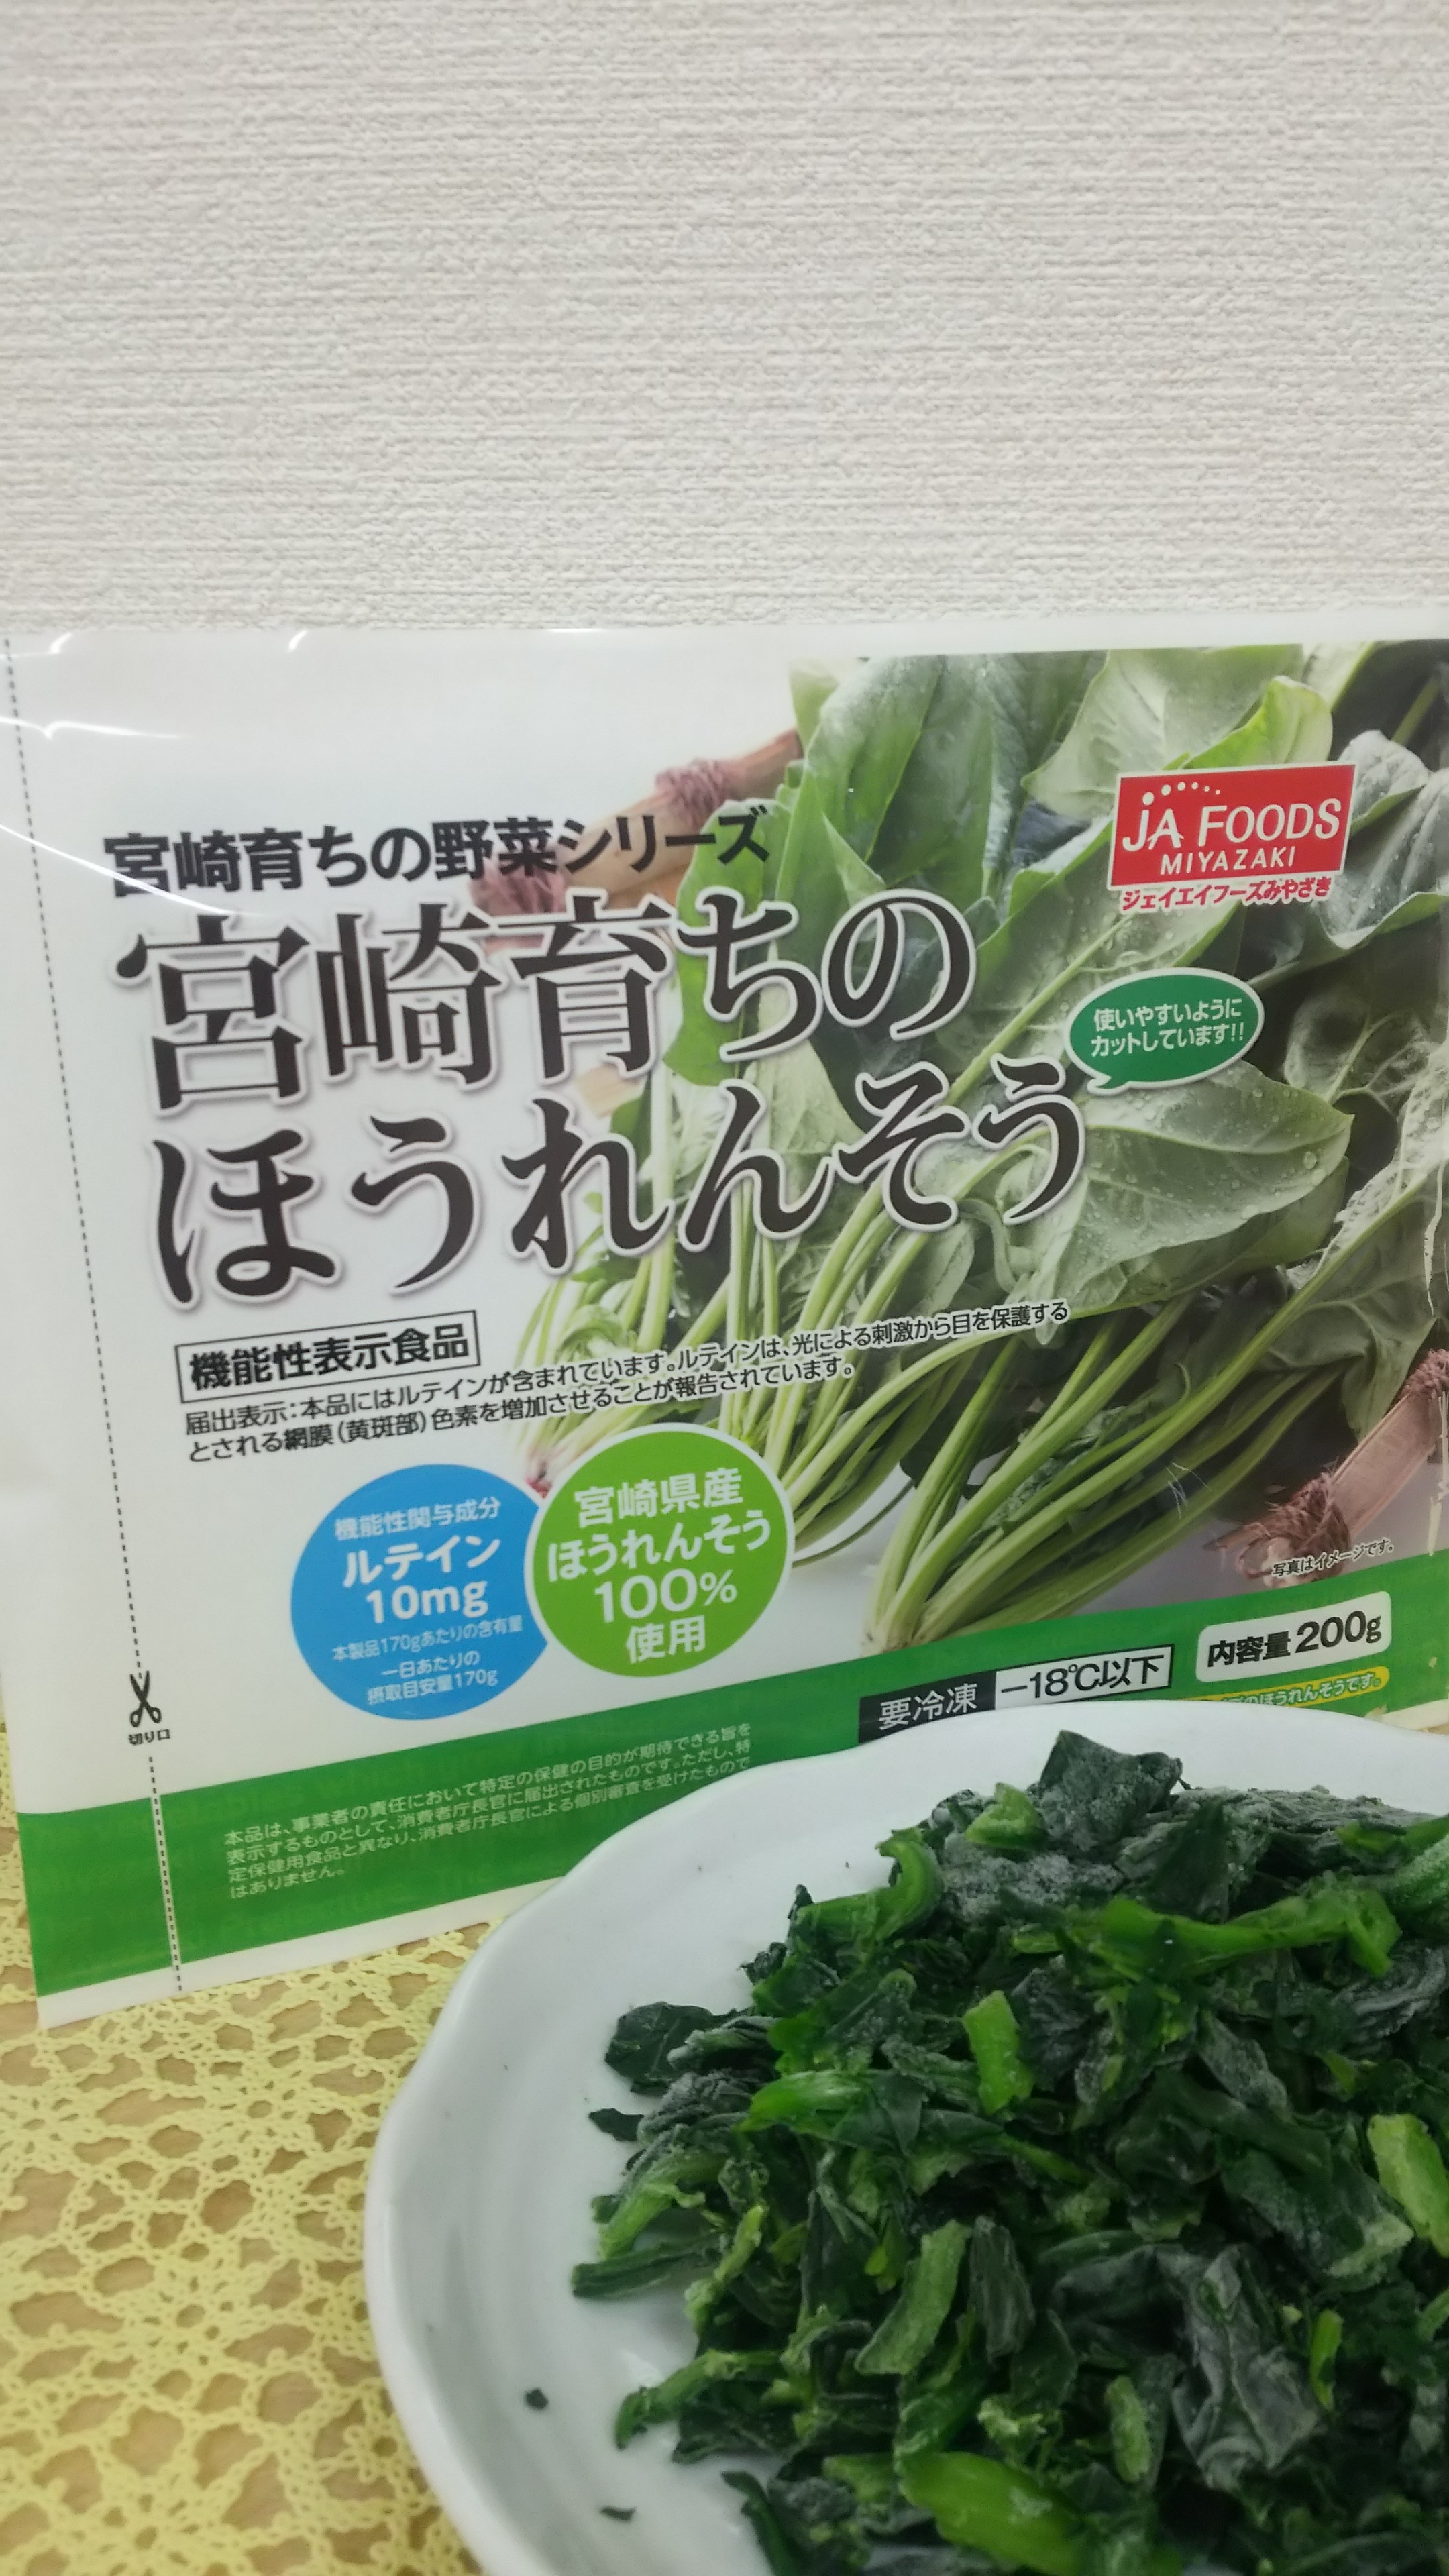 宮崎育ちの野菜シリーズ
宮崎育ちの
ほうれんそう
JA FOODS
MIYAZAKI
ジェイエイフーズみやざき
使いやすいように
カットしています!!
機能性表示食品
届出表示：本品にはルテインが含まれています。ルテインは、光による刺激から目を保護する
とされる網膜（黄斑部）色素を増加させることが報告されています。
機能性関与成分
ルテイン
10mg
本製品170gあたりの含有量
一日あたりの
摂取目安量170g
宮崎県産
ほうれんそう
100%
使用
写真はイメージです。
内容量200g
要冷凍 −18℃以下
のほうれんそうです。
切り口
本品は、事業者の責任において特定の保健の目的が期待できる旨を
表示するものとして、消費者庁長官に届出されたものです。ただし、特
定保健用食品と異なり、消費者庁長官による個別審査を受けたもので
はありません。